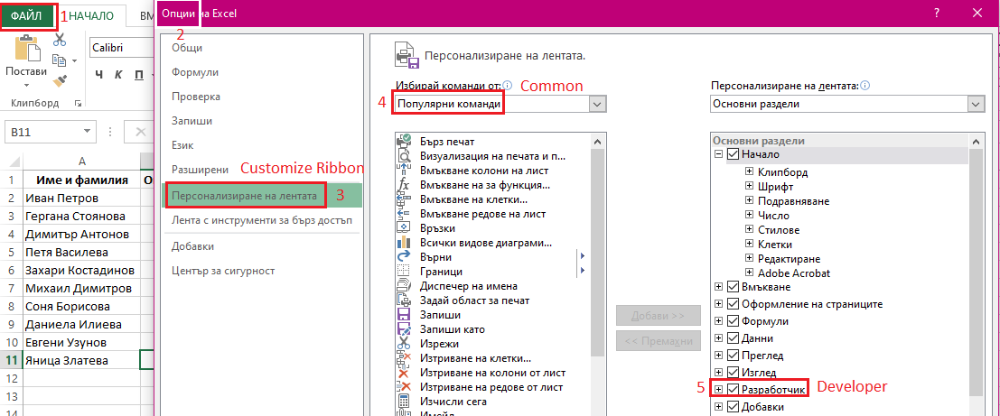 ФАЙЛ 1 НАЧАЛО ВМ
Постави
Клипборд
Calibri
Ч К П
B11
A
1 Име и фамилия О
2 Иван Петров
3 Гергана Стоянова
4 Димитър Антонов
5 Петя Василева
6 Захари Костадинов
7 Михаил Димитров
8 Соня Борисова
9 Даниела Илиева
10 Евгени Узунов
11 Яница Златева
12
13
14
Опции на Excel
2
Общи
Формули
Проверка
Запиши
Език
Разширени
Customize Ribbon
Персонализиране на лентата 3
Лента с инструменти за бърз достъп
Добавки
Център за сигурност
Персонализиране на лентата.
Избирай команди от: Common
4 Популярни команди
Бърз печат
Визуализация на печата и п...
Вмъкване колони на лист
Вмъкване на за функция...
Вмъкване на клетки...
Вмъкване редове на лист
Връзки
Всички видове диаграми...
Върни
Граници
Диспечер на имена
Задай област за печат
Запиши
Запиши като
Изрежи
Изтриване на клетки...
Изтриване на колони от лист
Изтриване на редове от лист
Изчисли сега
Имейл
Добави >>
<< Премахни
Персонализиране на лентата:
Основни раздели
Основни раздели
Начало
Клипборд
Шрифт
Подравняване
Число
Стилове
Клетки
Редактиране
Adobe Acrobat
Вмъкване
Оформление на страниците
Формули
Данни
Преглед
Изглед
5 Разработчик Developer
Добавки